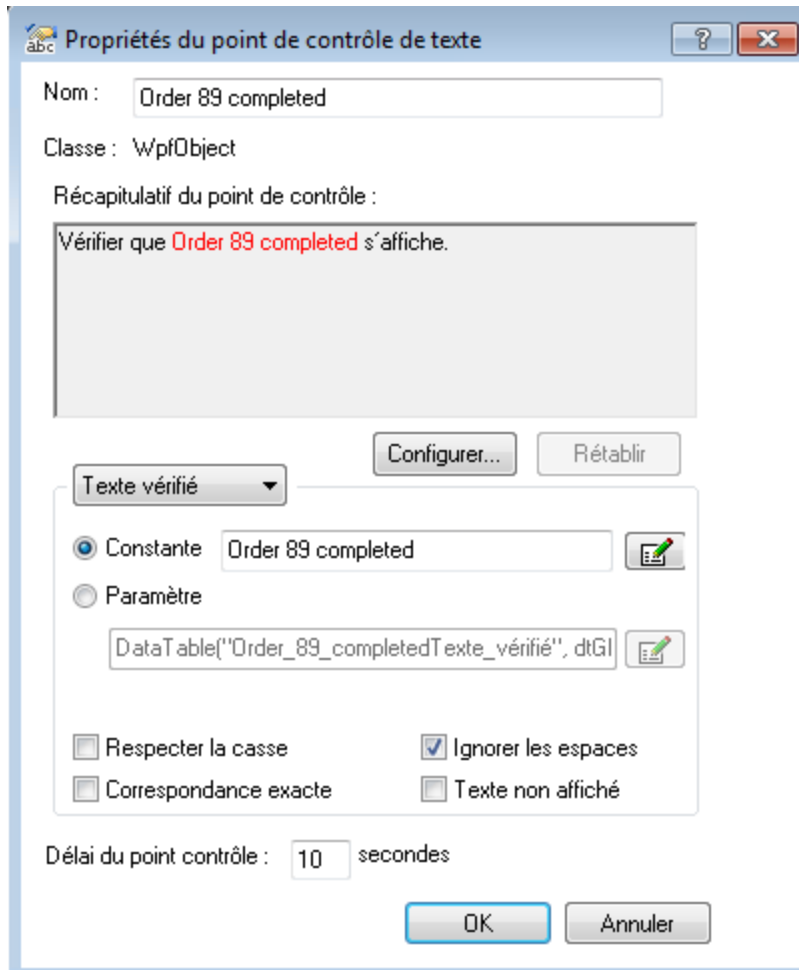 abc Propriétés du point de contrôle de texte ?
Nom : Order 89 completed
Classe : WpfObject
Récapitulatif du point de contrôle :
Vérifier que Order 89 completed s´affiche.
Configurer... Rétablir
Texte vérifié
Constante Order 89 completed
Paramètre
DataTable("Order_89_completedTexte_vérifié", dtGl
Respecter la casse Ignorer les espaces
Correspondance exacte Texte non affiché
Délai du point contrôle : 10 secondes
OK Annuler